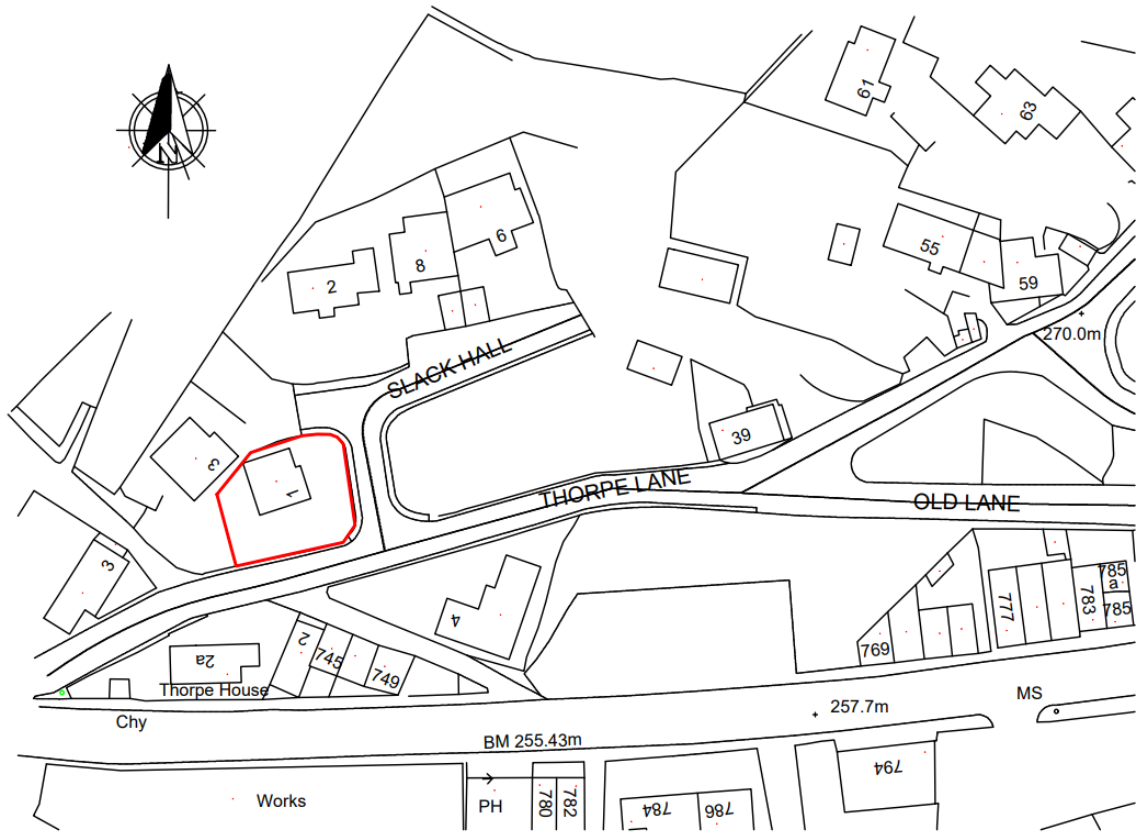 61
63
N
6
55
8
59
2
270.0m
SLACK HALL
39
3
1
THORPE LANE
OLD LANE
3
785
a
777
783
785
4
2
769
2a
745
749
Thorpe House
MS
257.7m
Chy
BM 255.43m
794
Works
PH
780
782
784
786